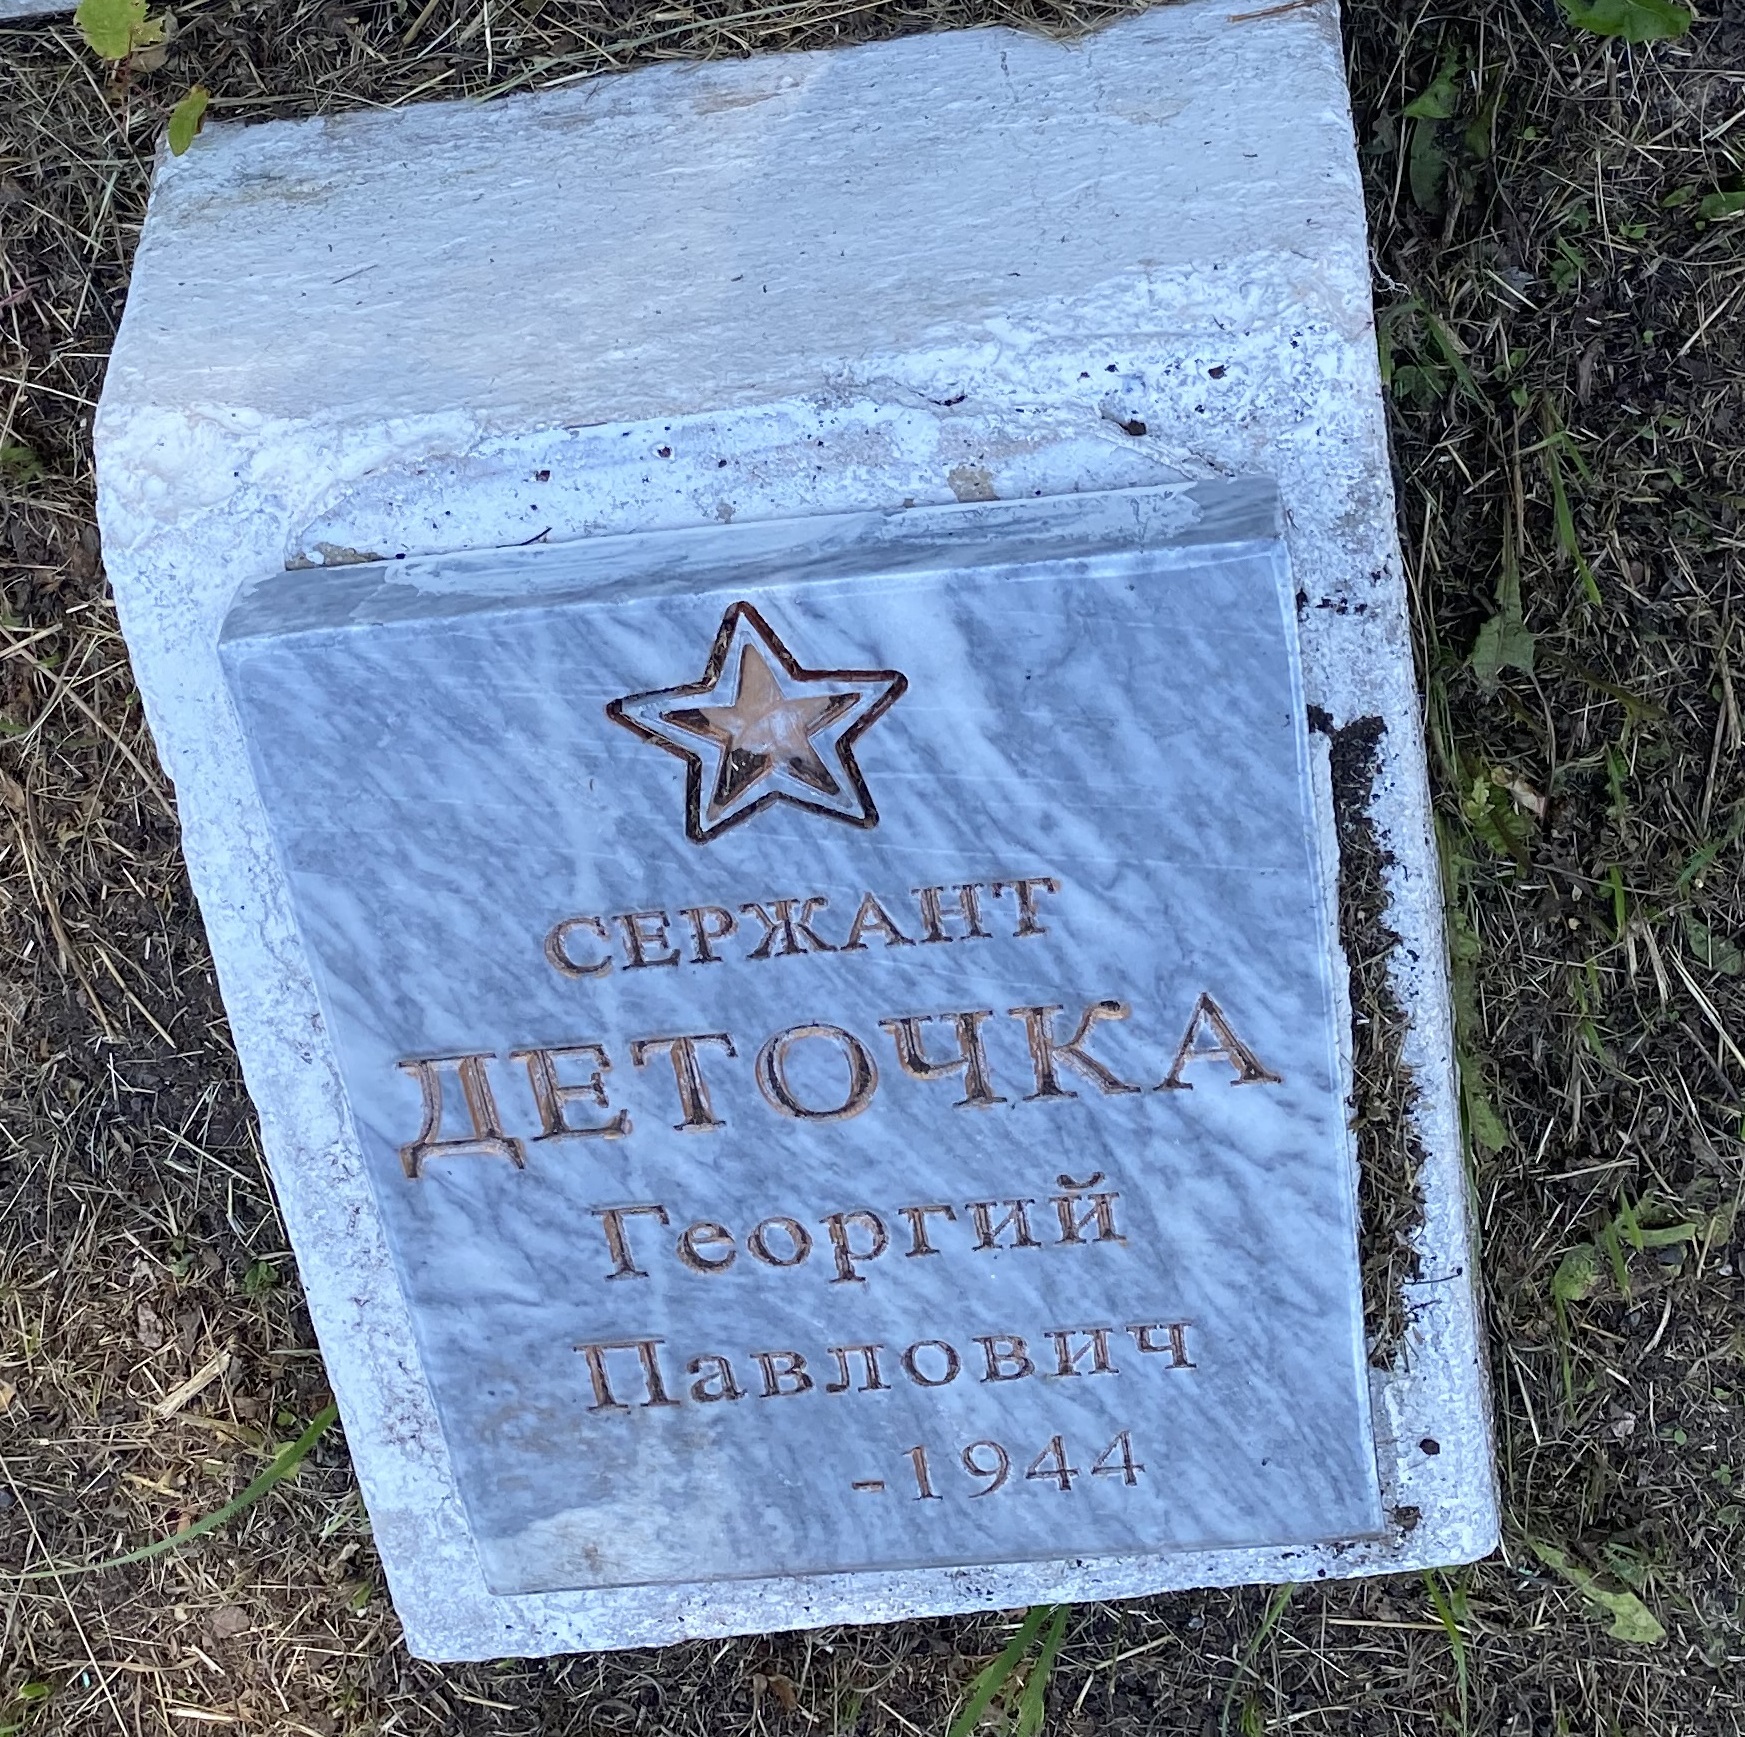 СЕРЖАНТ
ДЕТОЧКА
Георгий
Павлович
-1944